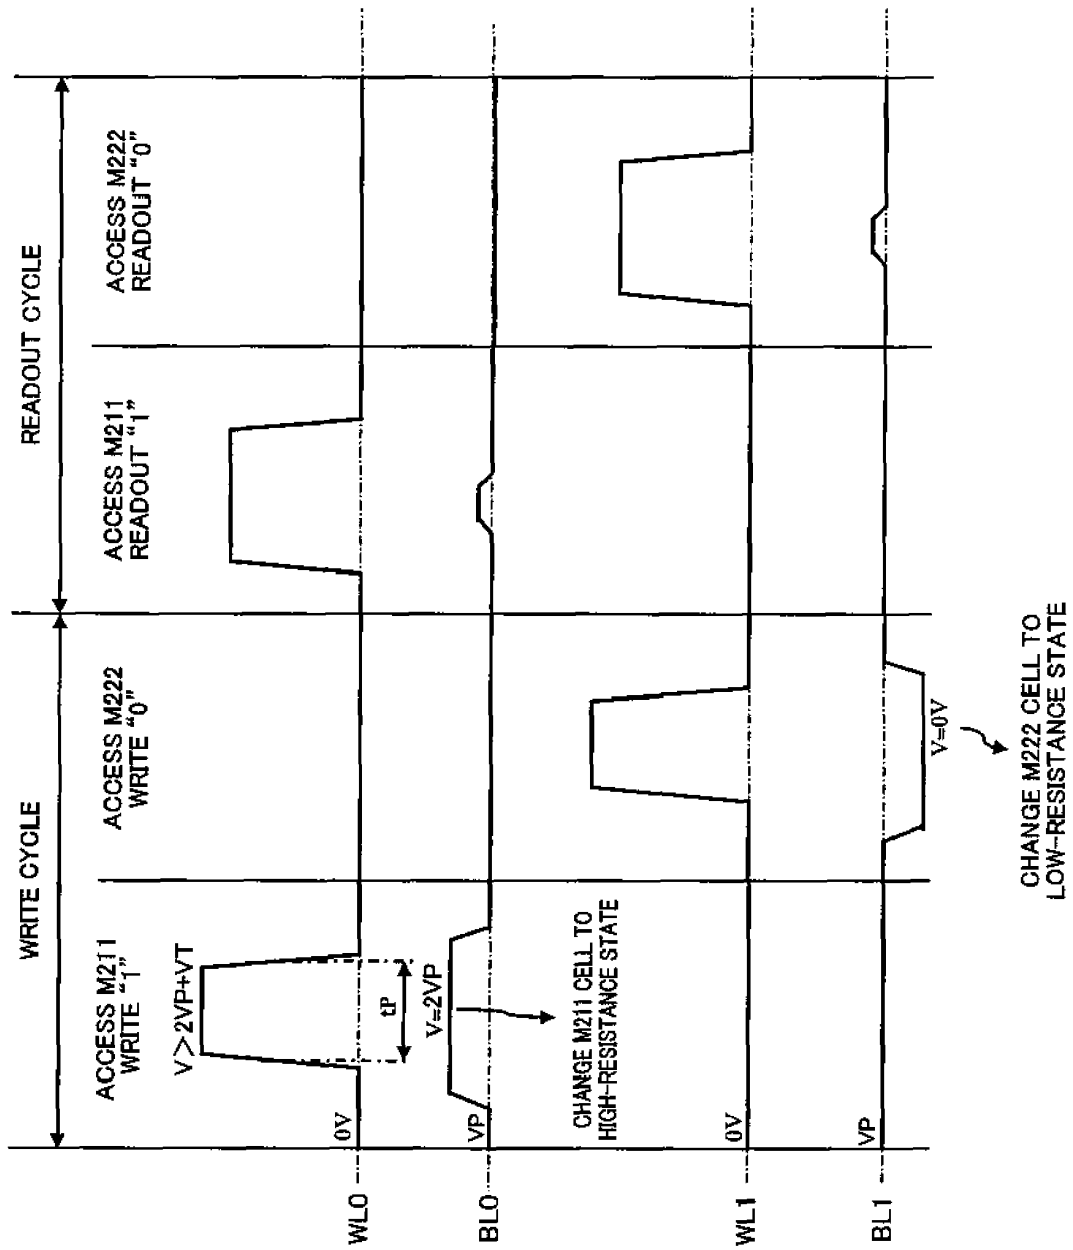 WRITE CYCLE
READOUT CYCLE
ACCESS M211
WRITE “1”
ACCESS M222
WRITE “0”
ACCESS M211
READOUT “1”
ACCESS M222
READOUT “0”
V>2VP+VT
WL0
0V
tP
V=2VP
BL0
VP
CHANGE M211 CELL TO
HIGH-RESISTANCE STATE
WL1
0V
BL1
VP
V=0V
CHANGE M222 CELL TO
LOW-RESISTANCE STATE